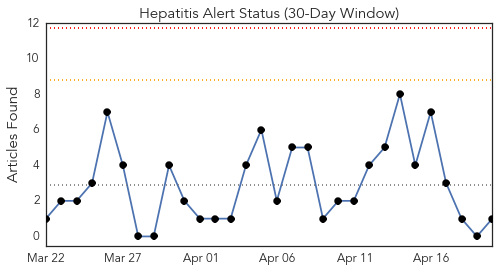 Hepatitis Alert Status (30-Day Window)
Articles Found
12
10
8
6
4
2
0
Mar 22 Mar 27 Apr 01 Apr 06 Apr 11 Apr 16